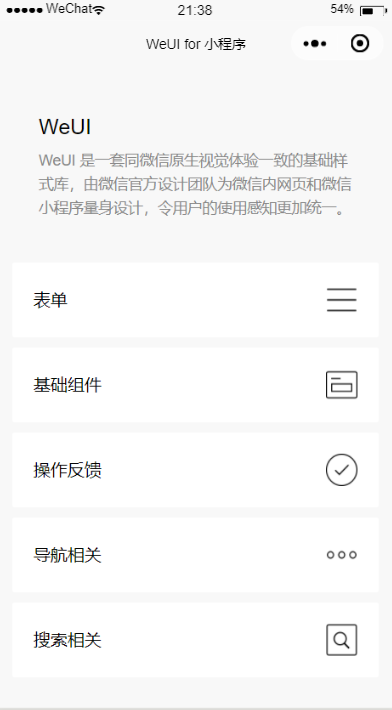 WeChat 21:38 54%
WeUI for 小程序
WeUI
WeUI 是一套同微信原生视觉体验一致的基础样
式库，由微信官方设计团队为微信内网页和微信
小程序量身设计，令用户的使用感知更加统一。
表单
基础组件
操作反馈
导航相关
搜索相关